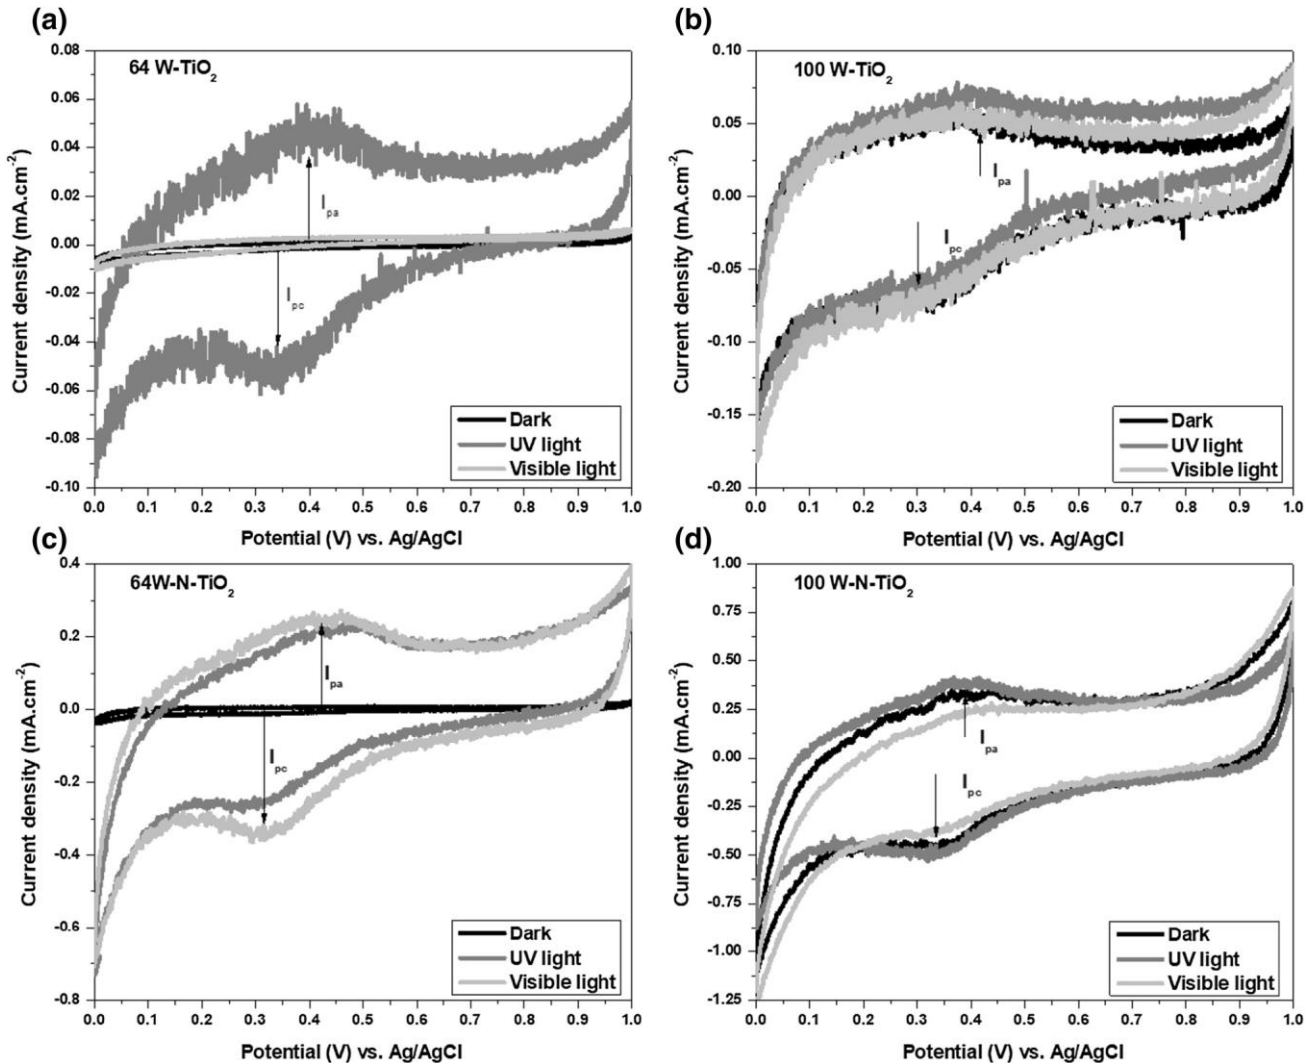 (a)
64 W-TiO2
0.08
0.06
0.04
0.02
0.00
-0.02
-0.04
-0.06
-0.08
-0.10
Current density (mA.cm-2)
Ipa
Ipc
Dark
UV light
Visible light
0.0 0.1 0.2 0.3 0.4 0.5 0.6 0.7 0.8 0.9 1.0
Potential (V) vs. Ag/AgCl
(b)
100 W-TiO2
0.10
0.05
0.00
-0.05
-0.10
-0.15
-0.20
Current density (mA.cm-2)
Ipa
Ipc
Dark
UV light
Visible light
0.0 0.1 0.2 0.3 0.4 0.5 0.6 0.7 0.8 0.9 1.0
Potential (V) vs. Ag/AgCl
(c)
64W-N-TiO2
0.4
0.2
0.0
-0.2
-0.4
-0.6
-0.8
Current density (mA.cm-2)
Ipa
Ipc
Dark
UV light
Visible light
0.0 0.1 0.2 0.3 0.4 0.5 0.6 0.7 0.8 0.9 1.0
Potential (V) vs. Ag/AgCl
(d)
100 W-N-TiO2
1.00
0.75
0.50
0.25
0.00
-0.25
-0.50
-0.75
-1.00
-1.25
Current density (mA.cm-2)
Ipa
Ipc
Dark
UV light
Visible light
0.0 0.1 0.2 0.3 0.4 0.5 0.6 0.7 0.8 0.9 1.0
Potential (V) vs. Ag/AgCl